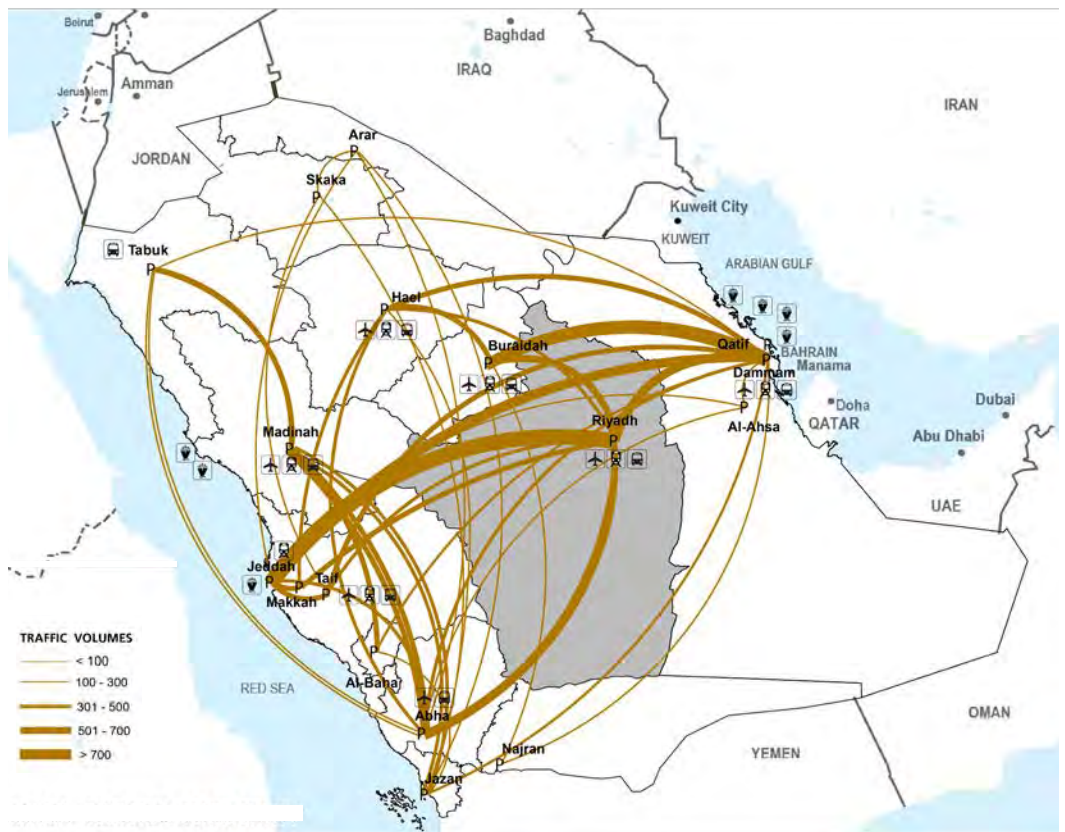 Beirut
Baghdad
IRAQ
Amman
Jerusalem
IRAN
Arar
JORDAN
Skaka
Kuweit City
KUWEIT
Tabuk
ARABIAN GULF
Hael
Buraidah
Qatif
BAHRAIN
Manama
Dammam
Doha
Dubai
Riyadh
Al-Ahsa
QATAR
Madinah
Abu Dhabi
UAE
Jeddah
Taif
Makkah
TRAFFIC VOLUMES
< 100
100 - 300
301 - 500
501 - 700
> 700
RED SEA
Al-Baha
Abha
OMAN
Najran
YEMEN
Jazan